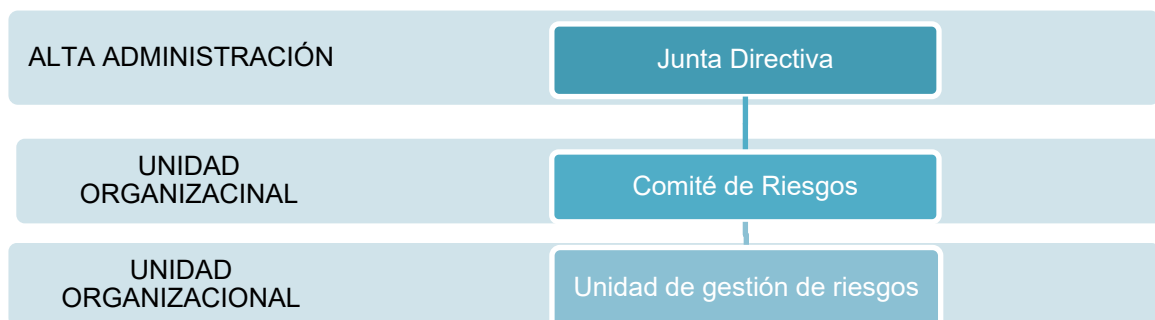 ALTA ADMINISTRACIÓN
Junta Directiva
UNIDAD
ORGANIZACINAL
Comité de Riesgos
UNIDAD
ORGANIZACIONAL
Unidad de gestión de riesgos